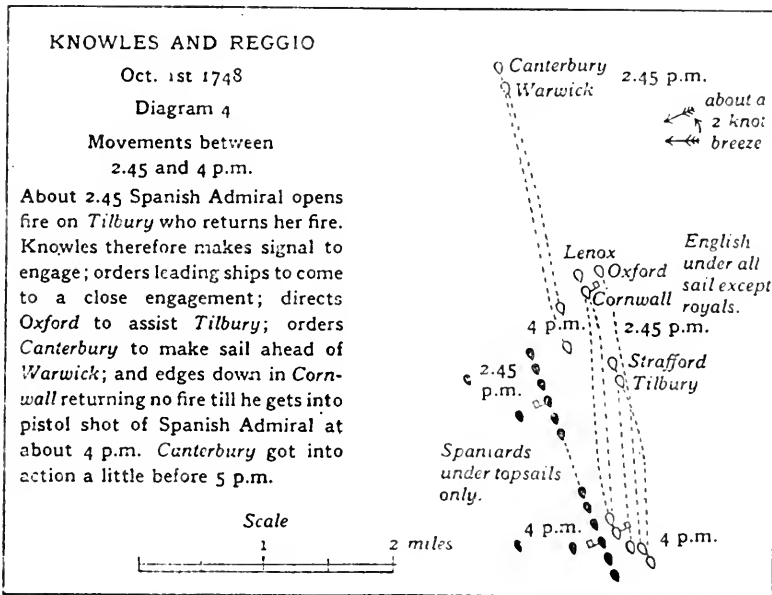 KNOWLES AND REGGIO
Oct. 1st 1748
Diagram 4
Movements between
2.45 and 4 p.m.
About 2.45 Spanish Admiral opens
fire on Tilbury who returns her fire.
Knowles therefore makes signal to
engage; orders leading ships to come
to a close engagement; directs
Oxford to assist Tilbury; orders
Canterbury to make sail ahead of
Warwick; and edges down in Corn-
wall returning no fire till he gets into
pistol shot of Spanish Admiral at
about 4 p.m. Canterbury got into
action a little before 5 p.m.
Scale
1
2 miles
Canterbury
Warwick
2.45 p.m.
about a
2 knot
breeze
Lenox
Oxford
Cornwall
English
under all
sail except
royals.
4 p.m.
2.45 p.m.
2.45
p.m.
Strafford
Tilbury
Spaniards
under topsails
only.
4 p.m.
4 p.m.